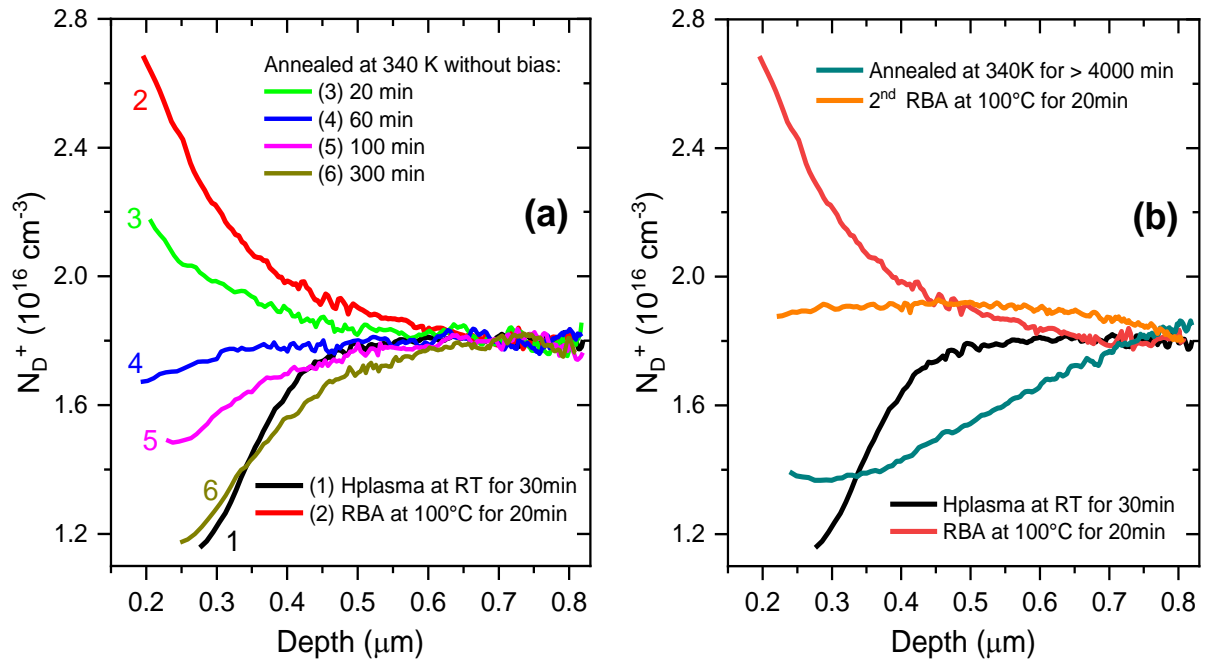 N_D^+ (10^16 cm^-3)
2.8
2.4
2.0
1.6
1.2
Annealed at 340 K without bias:
(3) 20 min
(4) 60 min
(5) 100 min
(6) 300 min
2
3
(a)
4
5
6
1
(1) Hplasma at RT for 30min
(2) RBA at 100°C for 20min
0.2 0.3 0.4 0.5 0.6 0.7 0.8
Depth (μm)
N_D^+ (10^16 cm^-3)
2.8
2.4
2.0
1.6
1.2
Annealed at 340K for > 4000 min
2^nd RBA at 100°C for 20min
(b)
Hplasma at RT for 30min
RBA at 100°C for 20min
0.2 0.3 0.4 0.5 0.6 0.7 0.8
Depth (μm)